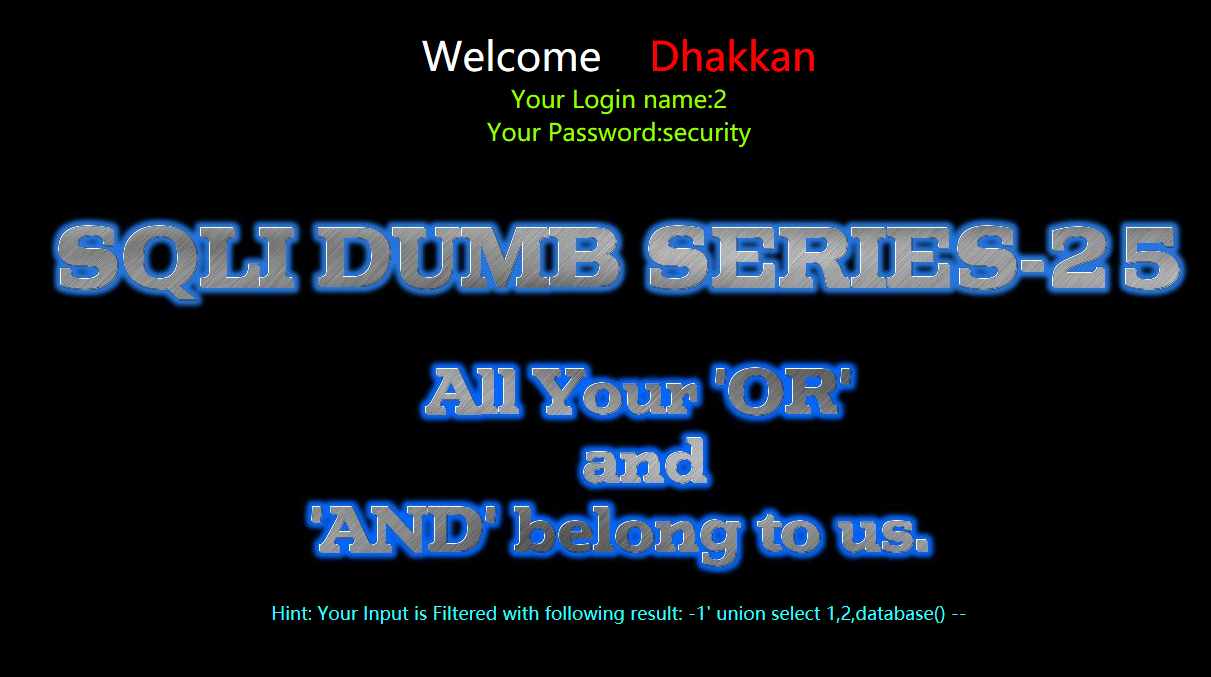 Welcome Dhakkan
Your Login name:2
Your Password:security
SQLI DUMB SERIES-25
All Your 'OR'
and
'AND' belong to us.
Hint: Your Input is Filtered with following result: -1' union select 1,2,database() --